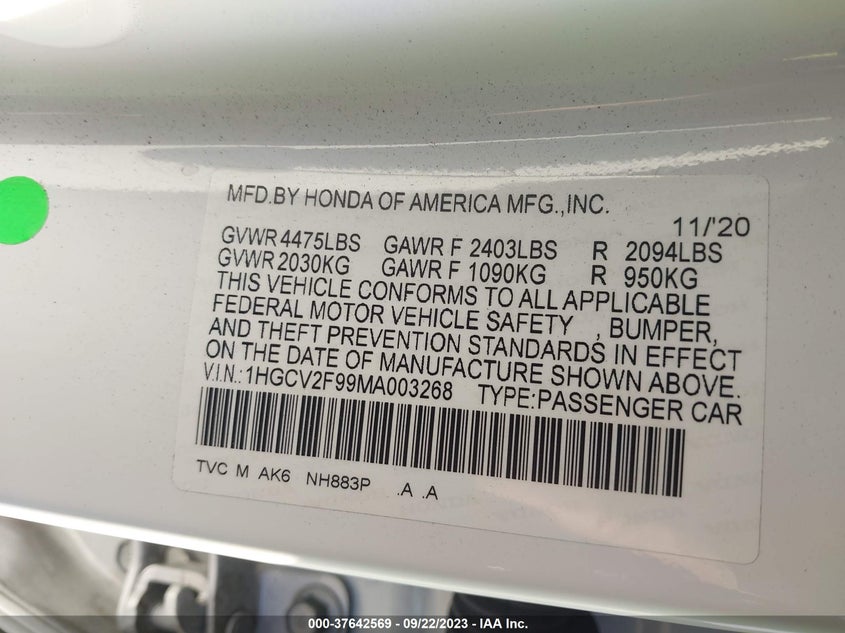 MFD.BY HONDA OF AMERICA MFG.,INC.
11/'20
GVWR 4475LBS GAWR F 2403LBS R 2094LBS
GVWR 2030KG GAWR F 1090KG R 950KG
THIS VEHICLE CONFORMS TO ALL APPLICABLE
FEDERAL MOTOR VEHICLE SAFETY , BUMPER,
AND THEFT PREVENTION STANDARDS IN EFFECT
ON THE DATE OF MANUFACTURE SHOWN ABOVE.
V.I.N.:1HGCV2F99MA003268 TYPE:PASSENGER CAR
TVC M AK6 NH883P .A .A
000-37642569 - 09/22/2023 - IAA Inc.